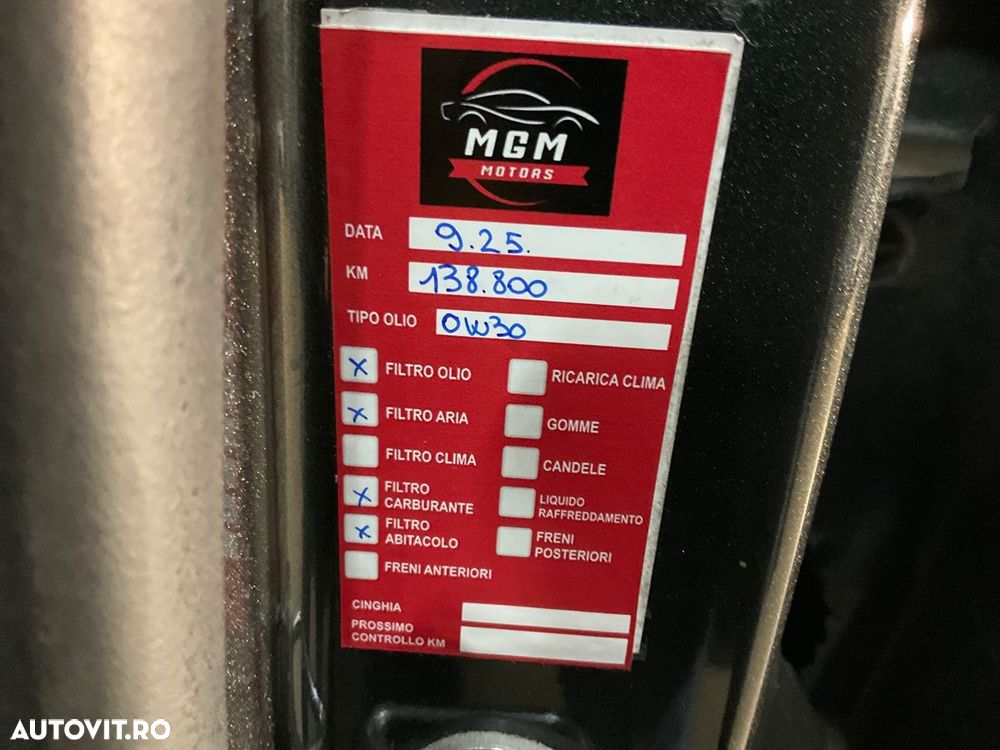 MGM
MOTORS
DATA 9.25.
KM 138.800
TIPO OLIO 0W30
X FILTRO OLIO
X FILTRO ARIA
FILTRO CLIMA
X FILTRO
CARBURANTE
X FILTRO
ABITACOLO
FRENI ANTERIORI
RICARICA CLIMA
GOMME
CANDELE
LIQUIDO
RAFFREDDAMENTO
FRENI
POSTERIORI
CINGHIA
PROSSIMO
CONTROLLO KM
AUTOVIT.RO